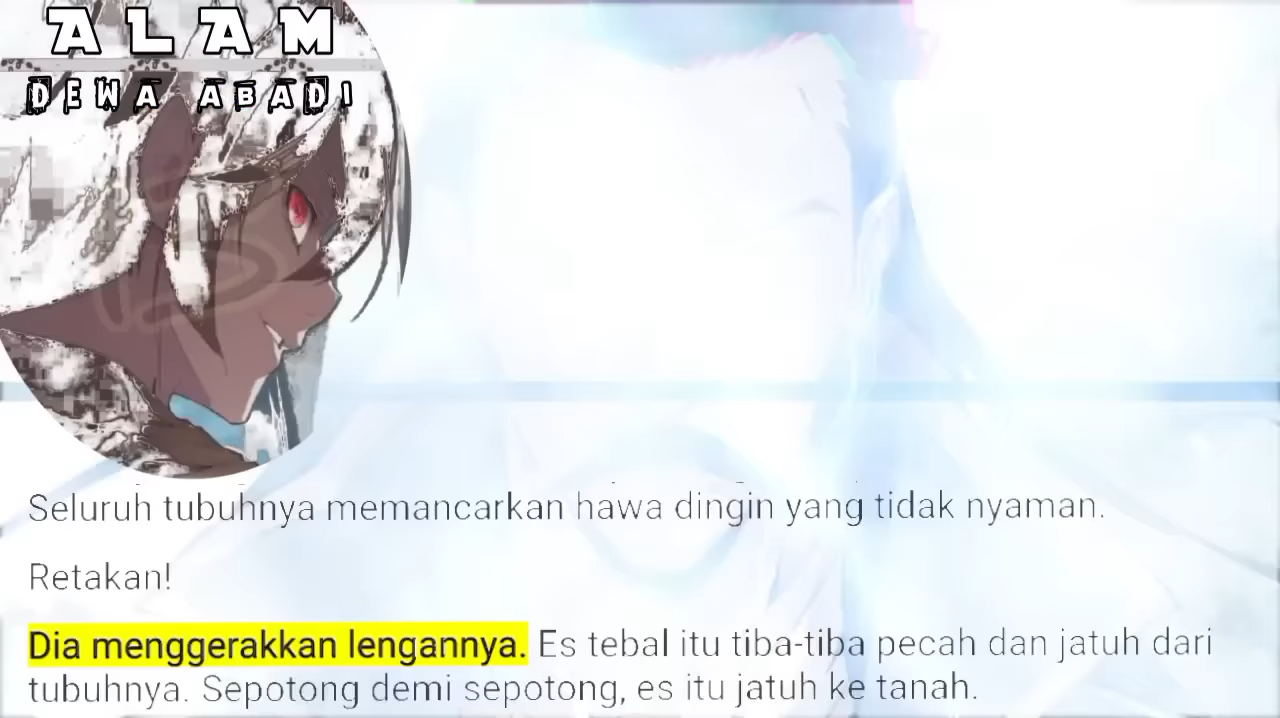 ALAM
DEWA ABADI
Seluruh tubuhnya memancarkan hawa dingin yang tidak nyaman.
Retakan!
Dia menggerakkan lengannya. Es tebal itu tiba-tiba pecah dan jatuh dari
tubuhnya. Sepotong demi sepotong, es itu jatuh ke tanah.